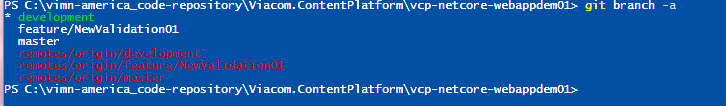 PS C:\vimn-america_code-repository\Viacom.ContentPlatform\vcp-netcore-webappdem01> git branch -a
* development
feature/NewValidation01
master
remotes/origin/development
remotes/origin/feature/NewValidation01
remotes/origin/master
PS C:\vimn-america_code-repository\Viacom.ContentPlatform\vcp-netcore-webappdem01>